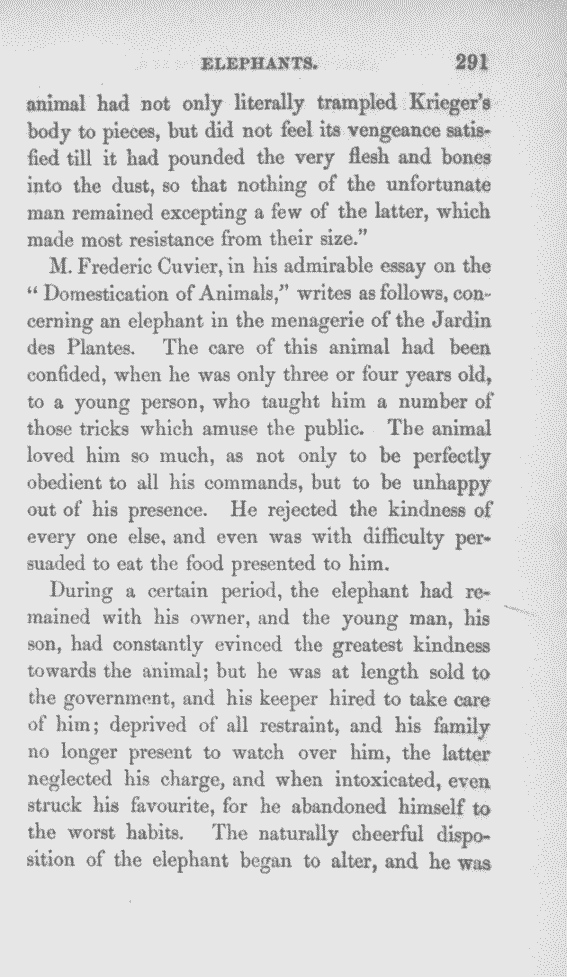 ELEPHANTS. 291
animal had not only literally trampled Krieger's
body to pieces, but did not feel its vengeance satis-
fied till it had pounded the very flesh and bones
into the dust, so that nothing of the unfortunate
man remained excepting a few of the latter, which
made most resistance from their size."
M. Frederic Cuvier, in his admirable essay on the
" Domestication of Animals," writes as follows, con-
cerning an elephant in the menagerie of the Jardin
des Plantes. The care of this animal had been
confided, when he was only three or four years old,
to a young person, who taught him a number of
those tricks which amuse the public. The animal
loved him so much, as not only to be perfectly
obedient to all his commands, but to be unhappy
out of his presence. He rejected the kindness of
every one else, and even was with difficulty per-
suaded to eat the food presented to him.
During a certain period, the elephant had re-
mained with his owner, and the young man, his
son, had constantly evinced the greatest kindness
towards the animal; but he was at length sold to
the government, and his keeper hired to take care
of him; deprived of all restraint, and his family
no longer present to watch over him, the latter
neglected his charge, and when intoxicated, even
struck his favourite, for he abandoned himself to
the worst habits. The naturally cheerful dispo-
sition of the elephant began to alter, and he was